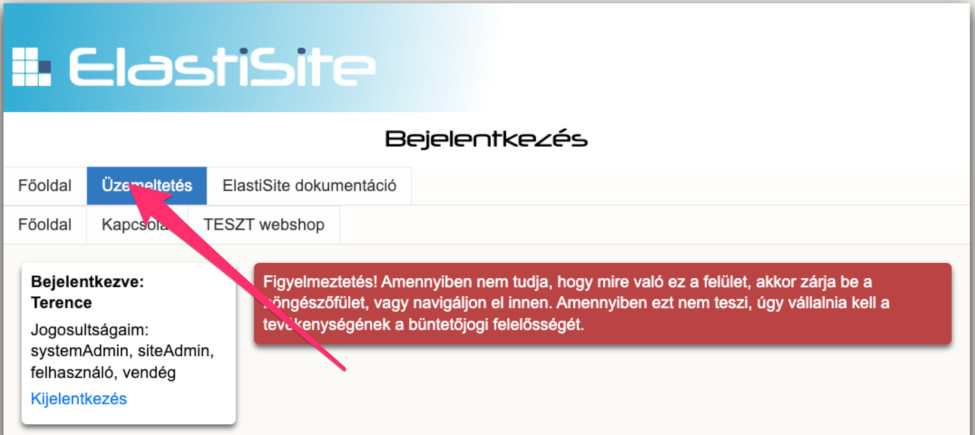 ElastiSite
Bejelentkezés
Főoldal Üzemeltetés ElastiSite dokumentáció
Főoldal Kapcsolat TESZT webshop
Bejelentkezve:
Terence
Jogosultságaim:
systemAdmin, siteAdmin,
felhasználó, vendég
Kijelentkezés
Figyelmeztetés! Amennyiben nem tudja, hogy mire való ez a felület, akkor zárja be a
böngészőfület, vagy navigáljon el innen. Amennyiben ezt nem teszi, úgy vállalnia kell a
tevékenységének a büntetőjogi felelősségét.